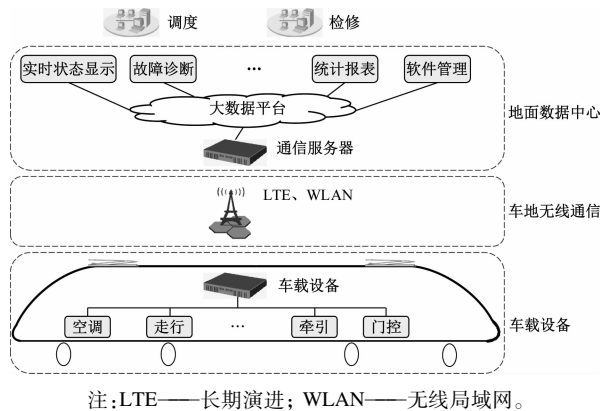 调度 检修
实时状态显示 故障诊断 … 统计报表 软件管理
大数据平台
地面数据中心
通信服务器
LTE、WLAN
车地无线通信
车载设备
空调 走行 … 牵引 门控
车载设备
注:LTE——长期演进; WLAN——无线局域网。